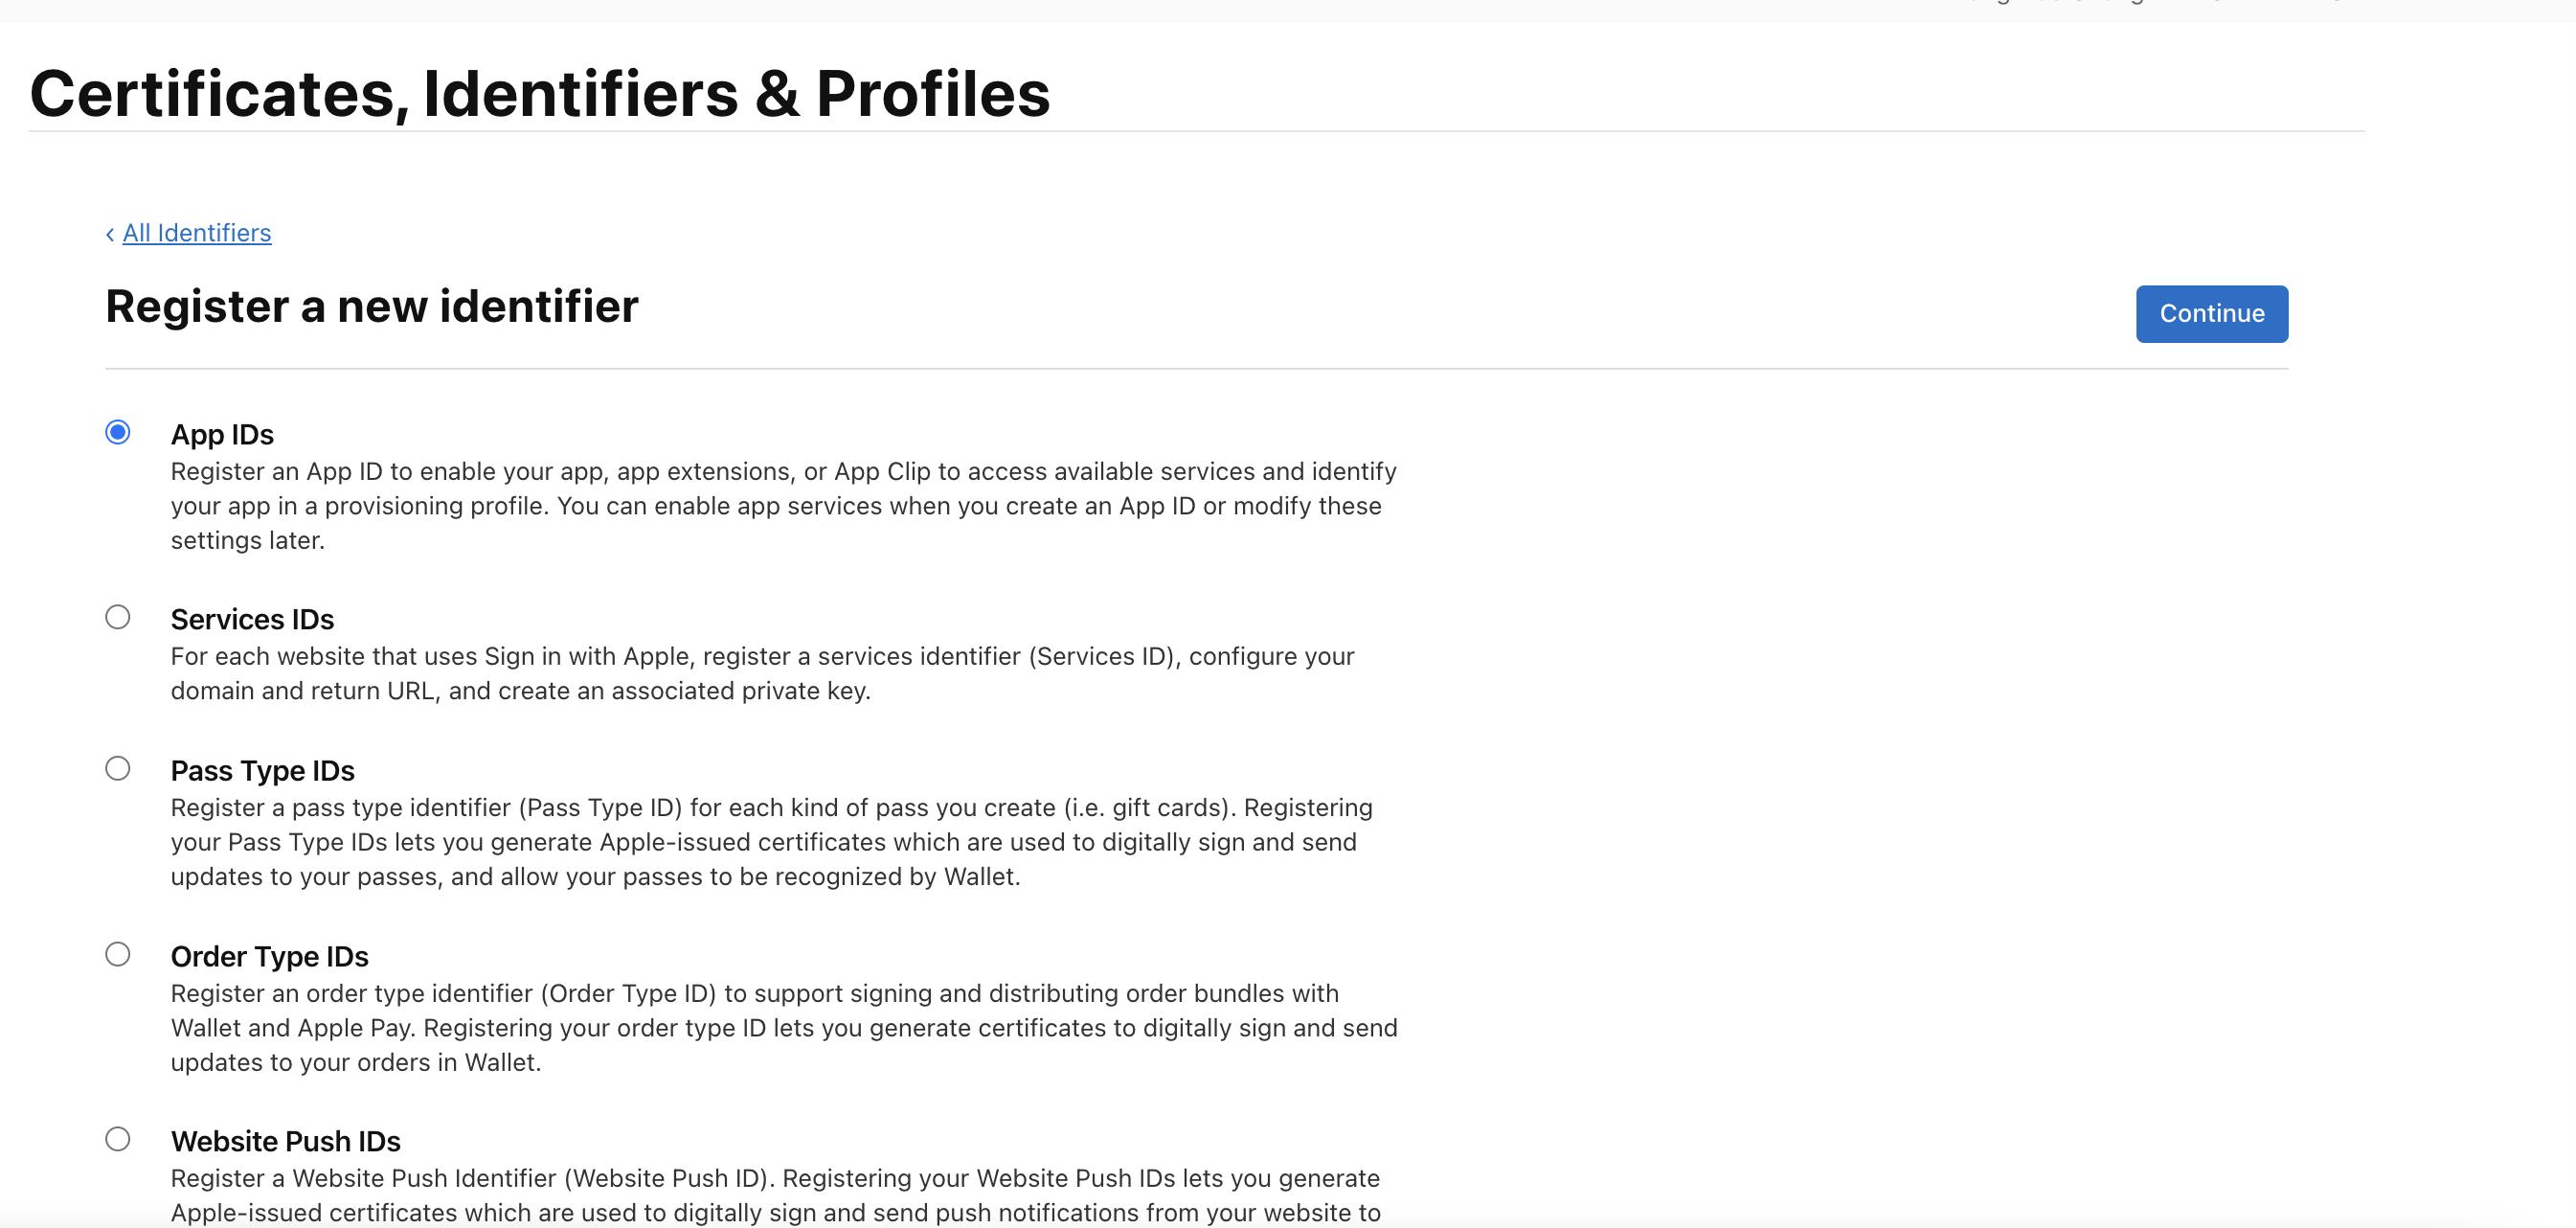 Certificates, Identifiers & Profiles
‹ All Identifiers
Register a new identifier
Continue
App IDs
Register an App ID to enable your app, app extensions, or App Clip to access available services and identify
your app in a provisioning profile. You can enable app services when you create an App ID or modify these
settings later.
Services IDs
For each website that uses Sign in with Apple, register a services identifier (Services ID), configure your
domain and return URL, and create an associated private key.
Pass Type IDs
Register a pass type identifier (Pass Type ID) for each kind of pass you create (i.e. gift cards). Registering
your Pass Type IDs lets you generate Apple-issued certificates which are used to digitally sign and send
updates to your passes, and allow your passes to be recognized by Wallet.
Order Type IDs
Register an order type identifier (Order Type ID) to support signing and distributing order bundles with
Wallet and Apple Pay. Registering your order type ID lets you generate certificates to digitally sign and send
updates to your orders in Wallet.
Website Push IDs
Register a Website Push Identifier (Website Push ID). Registering your Website Push IDs lets you generate
Apple-issued certificates which are used to digitally sign and send push notifications from your website to